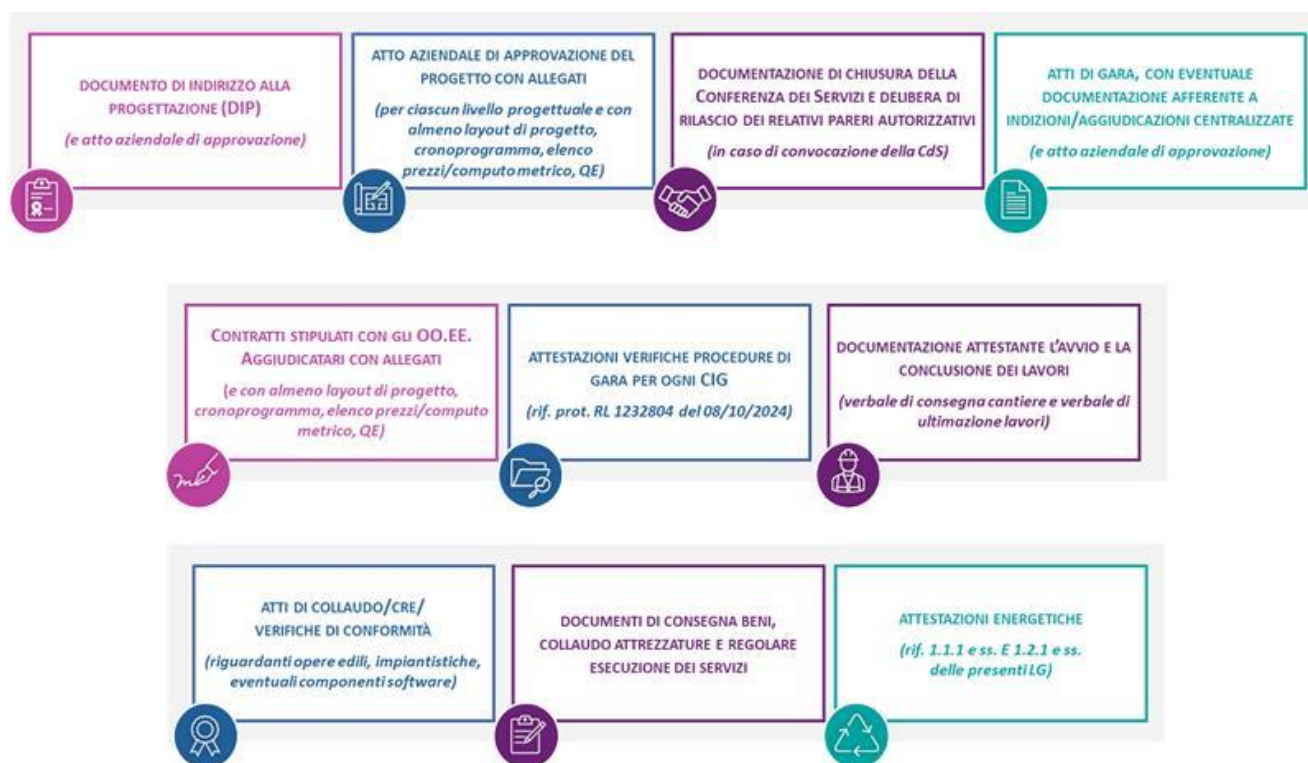 DOCUMENTO DI INDIRIZZO ALLA
PROGETTAZIONE (DIP)
(e atto aziendale di approvazione)
ATTO AZIENDALE DI APPROVAZIONE DEL
PROGETTO CON ALLEGATI
(per ciascun livello progettuale e con
almeno layout di progetto,
cronoprogramma, elenco
prezzi/computo metrico, QE)
DOCUMENTAZIONE DI CHIUSURA DELLA
CONFERENZA DEI SERVIZI E DELIBERA DI
RILASCIO DEI RELATIVI PARERI AUTORIZZATIVI
(in caso di convocazione della CdS)
ATTI DI GARA, CON EVENTUALE
DOCUMENTAZIONE AFFERENTE A
INDIZIONI/AGGIUDICAZIONI CENTRALIZZATE
(e atto aziendale di approvazione)
CONTRATTI STIPULATI CON GLI OO.EE.
AGGIUDICATARI CON ALLEGATI
(e con almeno layout di progetto,
cronoprogramma, elenco prezzi/computo
metrico, QE)
ATTESTAZIONI VERIFICHE PROCEDURE DI
GARA PER OGNI CIG
(rif. prot. RL 1232804 del 08/10/2024)
DOCUMENTAZIONE ATTESTANTE L'AVVIO E LA
CONCLUSIONE DEI LAVORI
(verbale di consegna cantiere e verbale di
ultimazione lavori)
ATTI DI COLLAUDO/CRE/
VERIFICHE DI CONFORMITÀ
(riguardanti opere edili, impiantistiche,
eventuali componenti software)
DOCUMENTI DI CONSEGNA BENI,
COLLAUDO ATTREZZATURE E REGOLARE
ESECUZIONE DEI SERVIZI
ATTESTAZIONI ENERGETICHE
(rif. 1.1.1 e ss. E 1.2.1 e ss.
delle presenti LG)